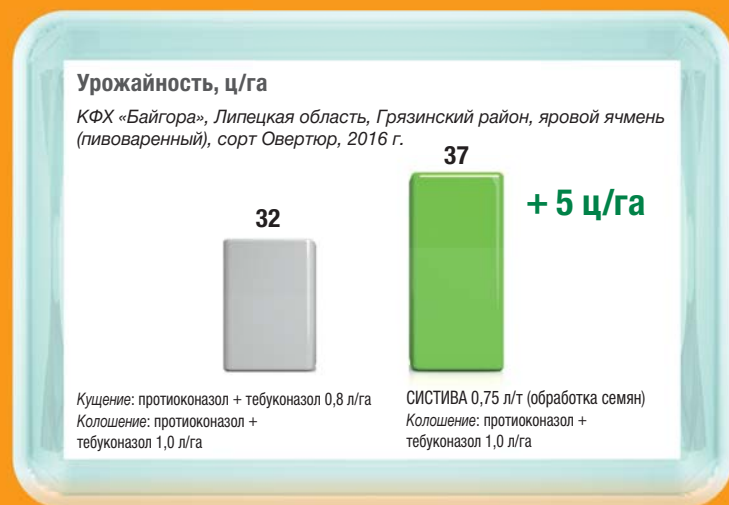 Урожайность, ц/га
КФХ «Байгора», Липецкая область, Грязинский район, яровой ячмень
(пивоваренный), сорт Овертюр, 2016 г.
37
+ 5 ц/га
32
Кущение: протиоконазол + тебуконазол 0,8 л/га
Колошение: протиоконазол +
тебуконазол 1,0 л/га
СИСТИВА 0,75 л/т (обработка семян)
Колошение: протиоконазол +
тебуконазол 1,0 л/га